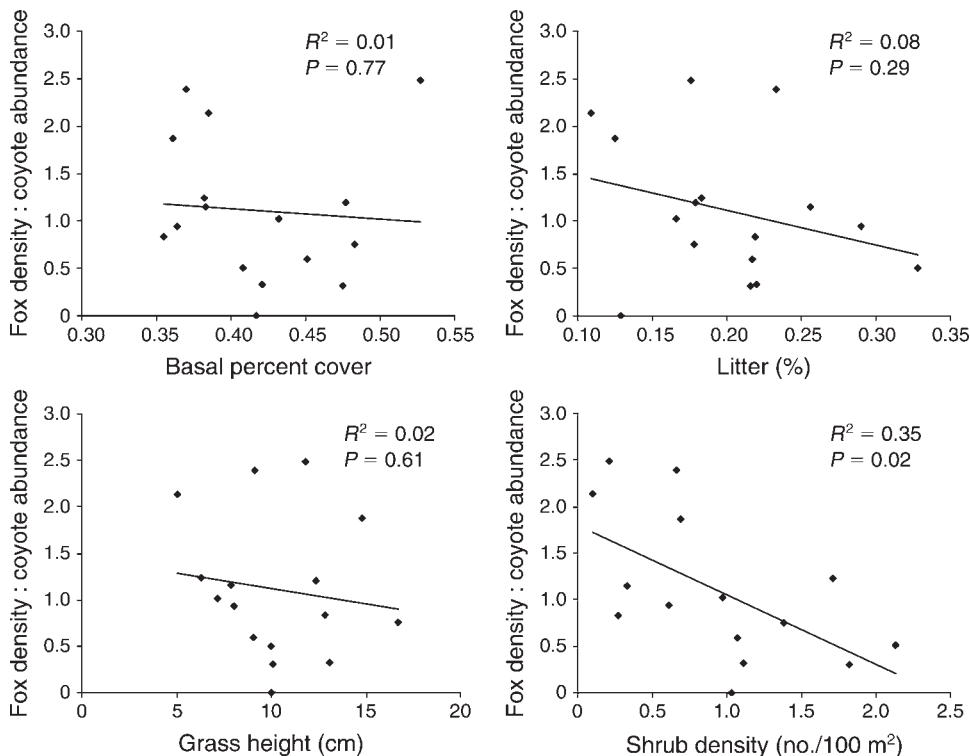 Fox density : coyote abundance
3.0
2.5
2.0
1.5
1.0
0.5
0
R² = 0.01
P = 0.77
0.30 0.35 0.40 0.45 0.50 0.55
Basal percent cover
Fox density : coyote abundance
3.0
2.5
2.0
1.5
1.0
0.5
0
R² = 0.08
P = 0.29
0.10 0.15 0.20 0.25 0.30 0.35
Litter (%)
Fox density : coyote abundance
3.0
2.5
2.0
1.5
1.0
0.5
0
R² = 0.02
P = 0.61
0 5 10 15 20
Grass height (cm)
Fox density : coyote abundance
3.0
2.5
2.0
1.5
1.0
0.5
0
R² = 0.35
P = 0.02
0 0.5 1.0 1.5 2.0 2.5
Shrub density (no./100 m²)